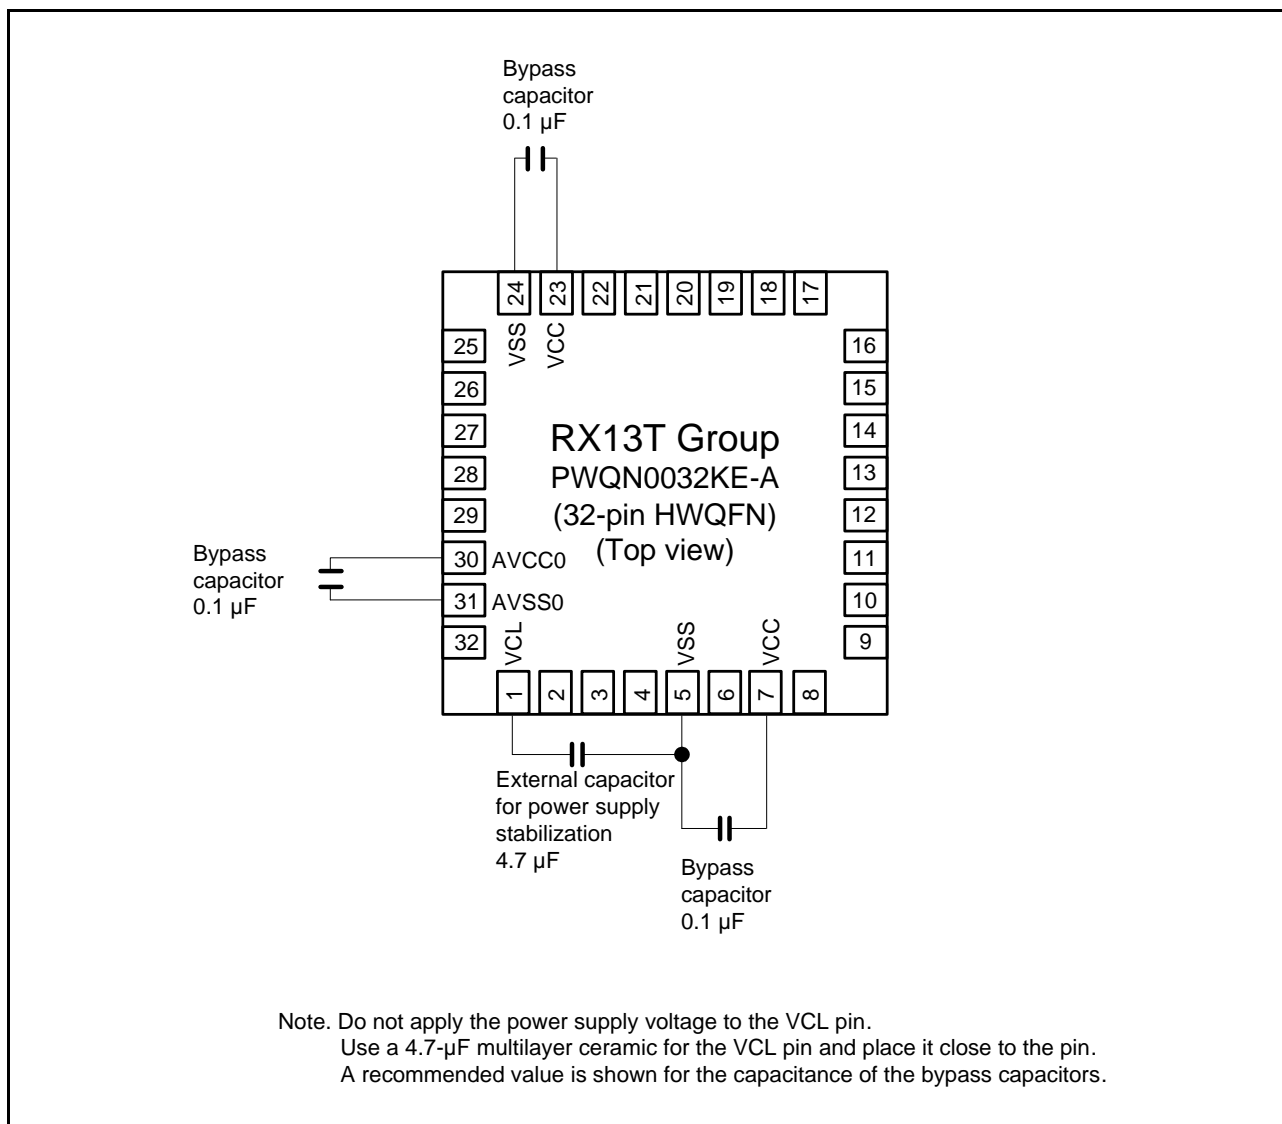 Bypass
capacitor
0.1 µF
24
23
22
21
20
19
18
17
VSS
VCC
25
26
27
28
29
30
31
32
AVCC0
AVSS0
16
15
14
13
12
11
10
9
RX13T Group
PWQN0032KE-A
(32-pin HWQFN)
(Top view)
Bypass
capacitor
0.1 µF
VCL
VSS
VCC
1
2
3
4
5
6
7
8
External capacitor
for power supply
stabilization
4.7 µF
Bypass
capacitor
0.1 µF
Note. Do not apply the power supply voltage to the VCL pin.
Use a 4.7-µF multilayer ceramic for the VCL pin and place it close to the pin.
A recommended value is shown for the capacitance of the bypass capacitors.